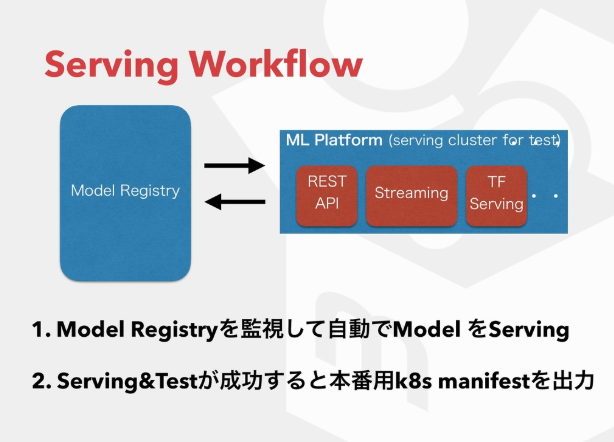 Serving Workflow
Model Registry
ML Platform (serving cluster for test)
REST
API
Streaming
TF
Serving
1. Model Registryを監視して自動でModel をServing
2. Serving&Testが成功すると本番用k8s manifestを出力